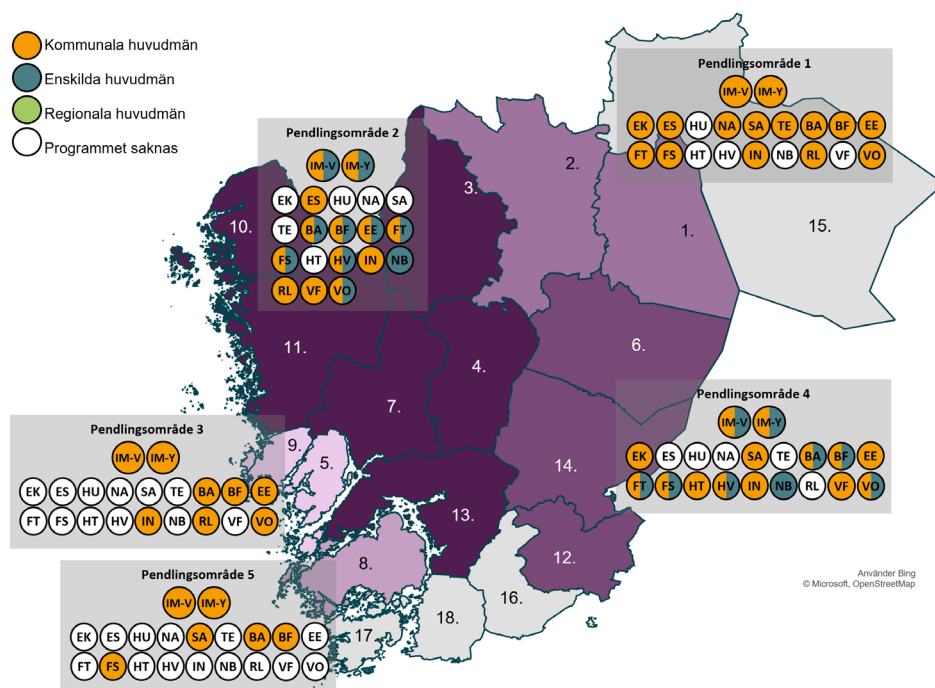 Kommunala huvudmän
Enskilda huvudmän
Regionala huvudmän
Programmet saknas
Pendlingsområde 1
IM-V IM-Y
EK ES HU NA SA TE BA BF EE
FT FS HT HV IN NB RL VF VO
Pendlingsområde 2
IM-V IM-Y
EK ES HU NA SA
TE BA BF EE FT
FS HT HV IN NB
RL VF VO
2.
3.
10.
1.
15.
11.
6.
4.
7.
Pendlingsområde 4
IM-V IM-Y
EK ES HU NA SA TE BA BF EE
FT FS HT HV IN NB RL VF VO
Pendlingsområde 3
IM-V IM-Y
EK ES HU NA SA TE BA BF EE
FT FS HT HV IN NB RL VF VO
9.
5.
14.
13.
12.
8.
Pendlingsområde 5
IM-V IM-Y
EK ES HU NA SA TE BA BF EE
FT FS HT HV IN NB RL VF VO
16.
18.
17.
Använder Bing
© Microsoft, OpenStreetMap